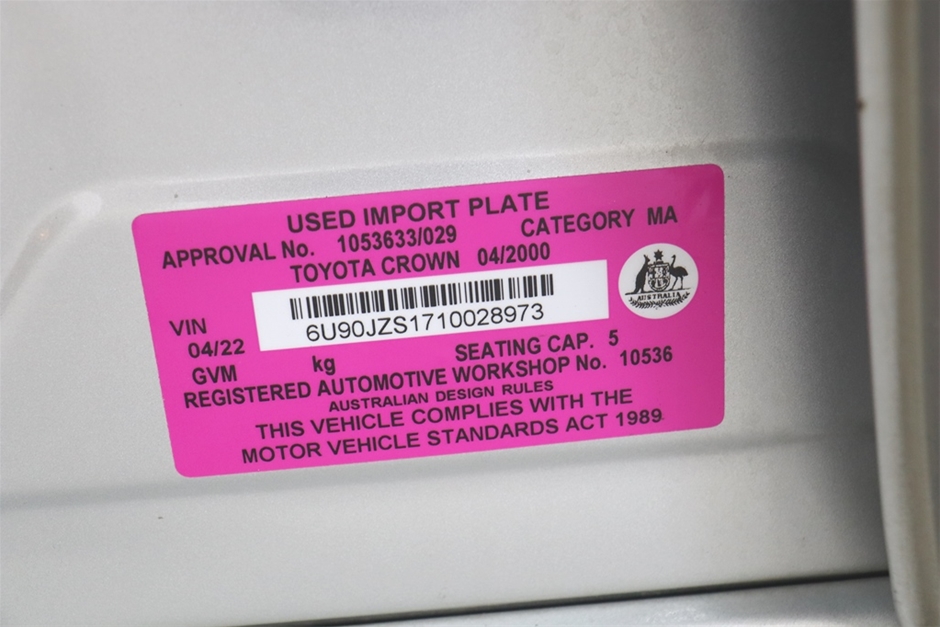 USED IMPORT PLATE
APPROVAL No. 1053633/029 CATEGORY MA
TOYOTA CROWN 04/2000
AUSTRALIA
VIN 6U90JZS1710028973
04/22
GVM kg SEATING CAP. 5
REGISTERED AUTOMOTIVE WORKSHOP No. 10536
AUSTRALIAN DESIGN RULES
THIS VEHICLE COMPLIES WITH THE
MOTOR VEHICLE STANDARDS ACT 1989